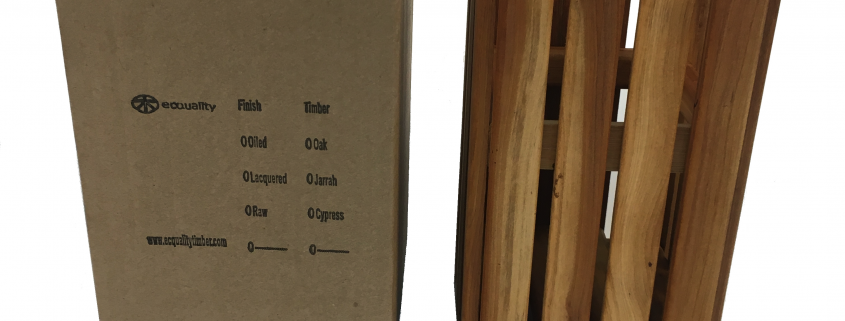 ecquality Finish Timber
O Oiled O Oak
O Lacquered O Jarrah
O Raw O Cypress
www.ecqualitytimber.com O——— O———